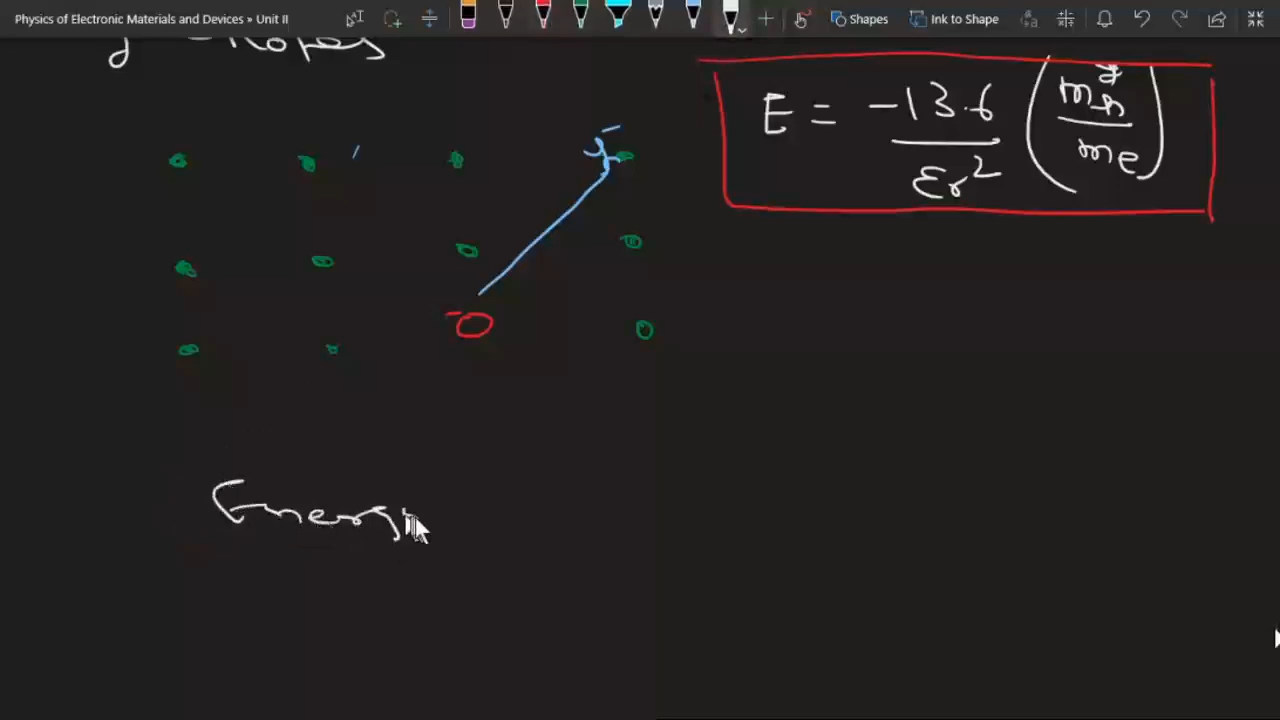 Physics of Electronic Materials and Devices » Unit II
Shapes
Ink to Shape
E = -13.6 / εr² (m*h / me)
Energy